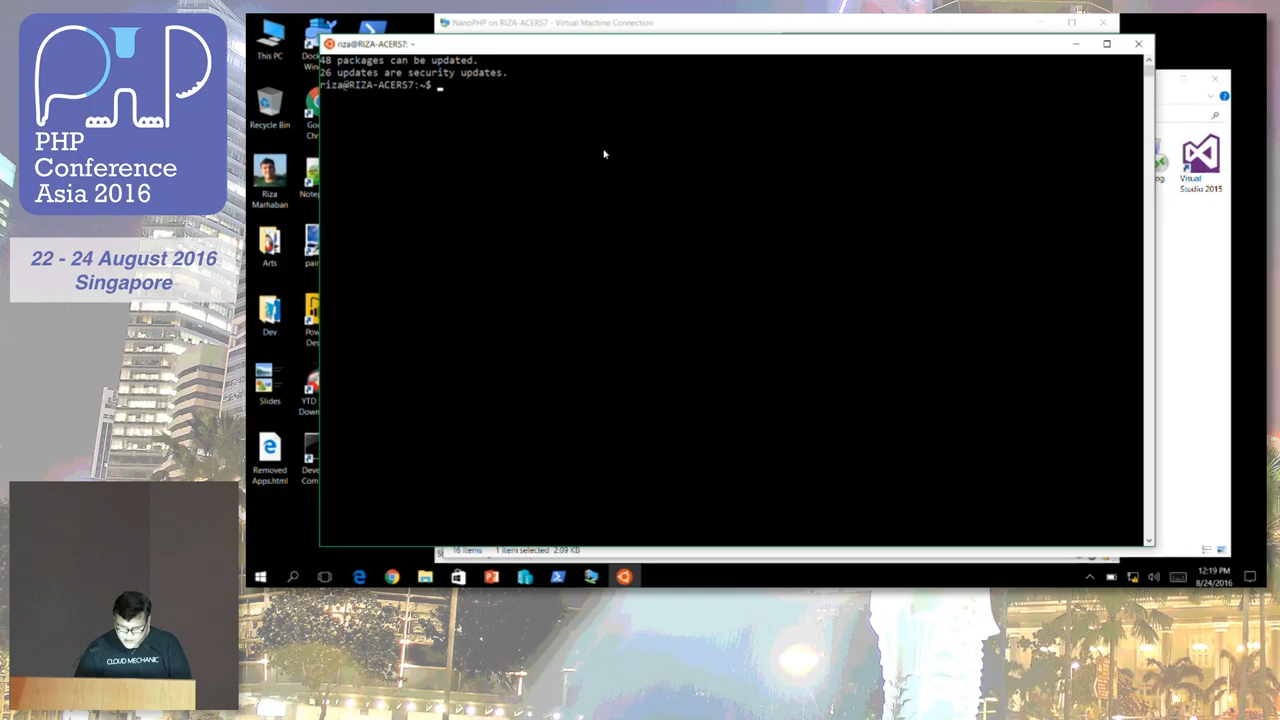 PHP
Conference
Asia 2016
22 - 24 August 2016
Singapore
NanoPHP on RIZA-ACERS7 - Virtual Machine Connection
riza@RIZA-ACERS7: ~
48 packages can be updated.
26 updates are security updates.
riza@RIZA-ACERS7:~$
This PC
Recycle Bin
Riza
Marhaban
Arts
Dev
Slides
YTD
Removed
Apps.html
Visual
Studio 2015
16 items 1 item selected 2.09 KB
12:19 PM
8/24/2016
CLOUD MECHANIC